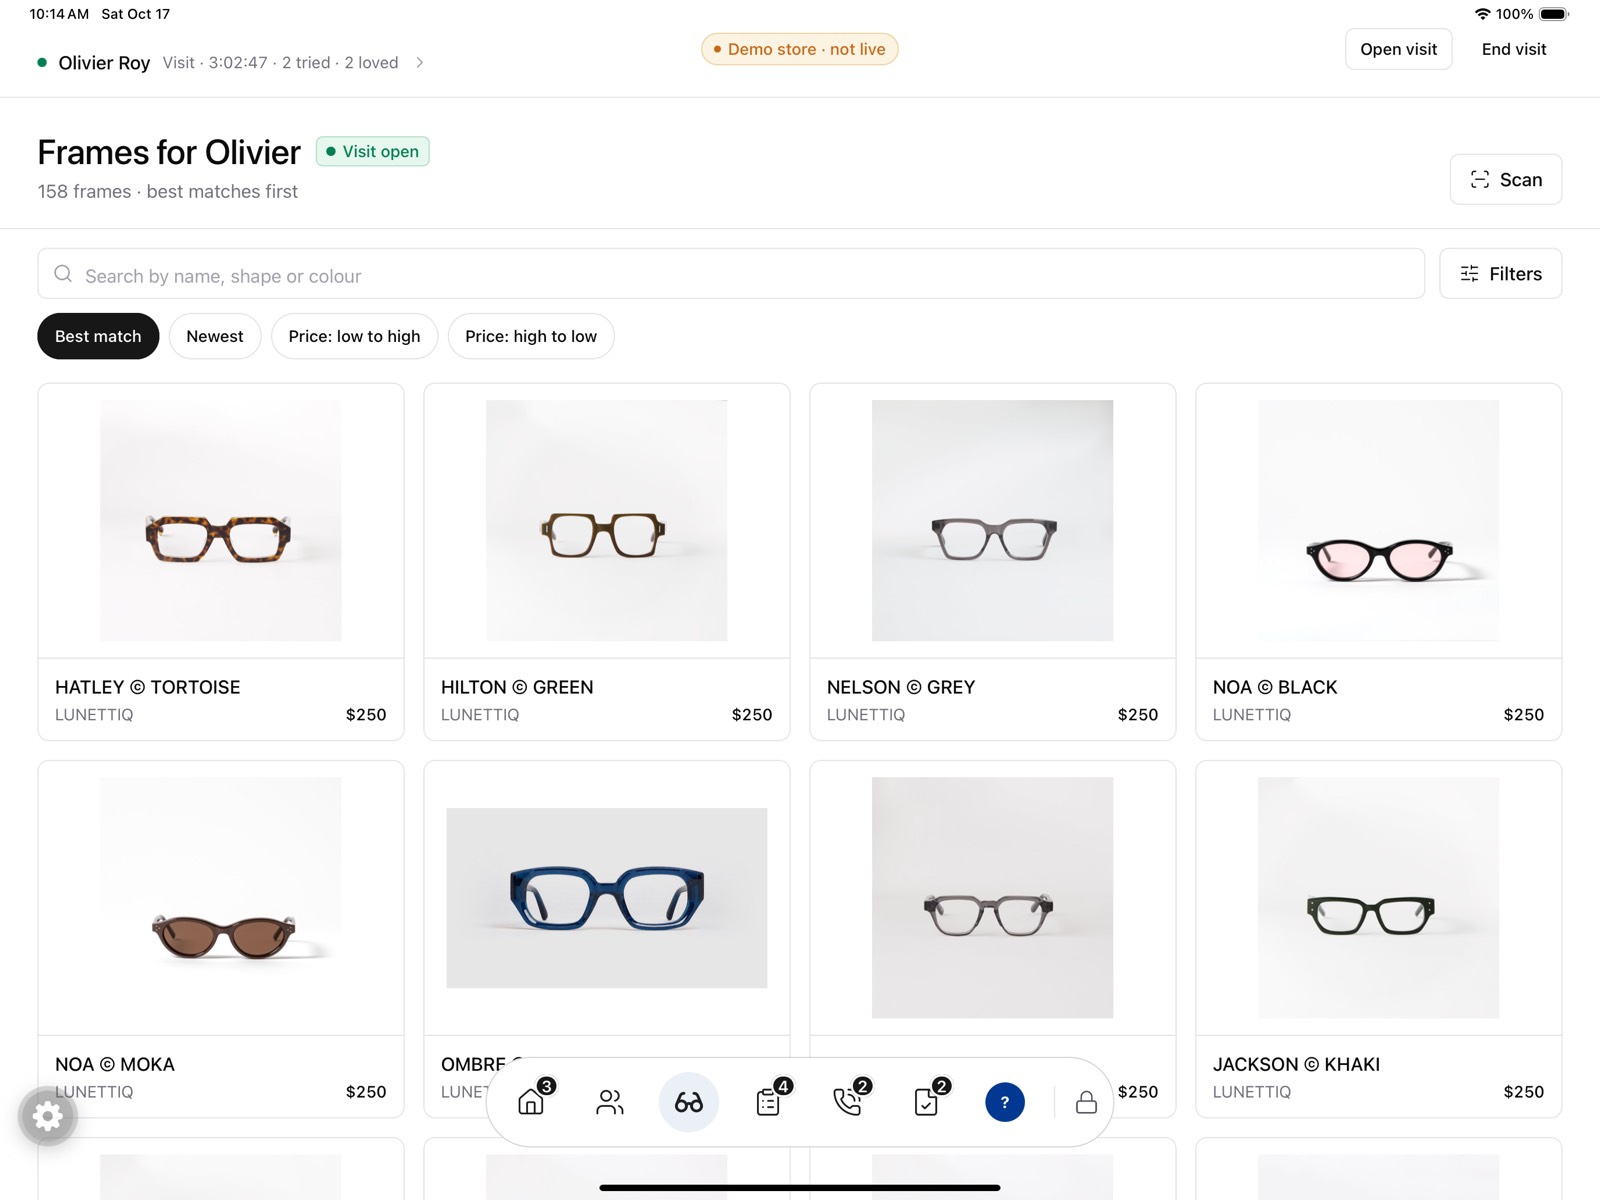 10:14 AM Sat Oct 17
100%
Olivier Roy Visit · 3:02:47 · 2 tried · 2 loved
Demo store · not live
Open visit
End visit
Frames for Olivier
Visit open
158 frames · best matches first
Scan
Search by name, shape or colour
Filters
Best match
Newest
Price: low to high
Price: high to low
HATLEY © TORTOISE
LUNETTIQ $250
HILTON © GREEN
LUNETTIQ $250
NELSON © GREY
LUNETTIQ $250
NOA © BLACK
LUNETTIQ $250
NOA © MOKA
LUNETTIQ $250
OMBRE
$250
JACKSON © KHAKI
LUNETTIQ $250
3
4
2
2
?